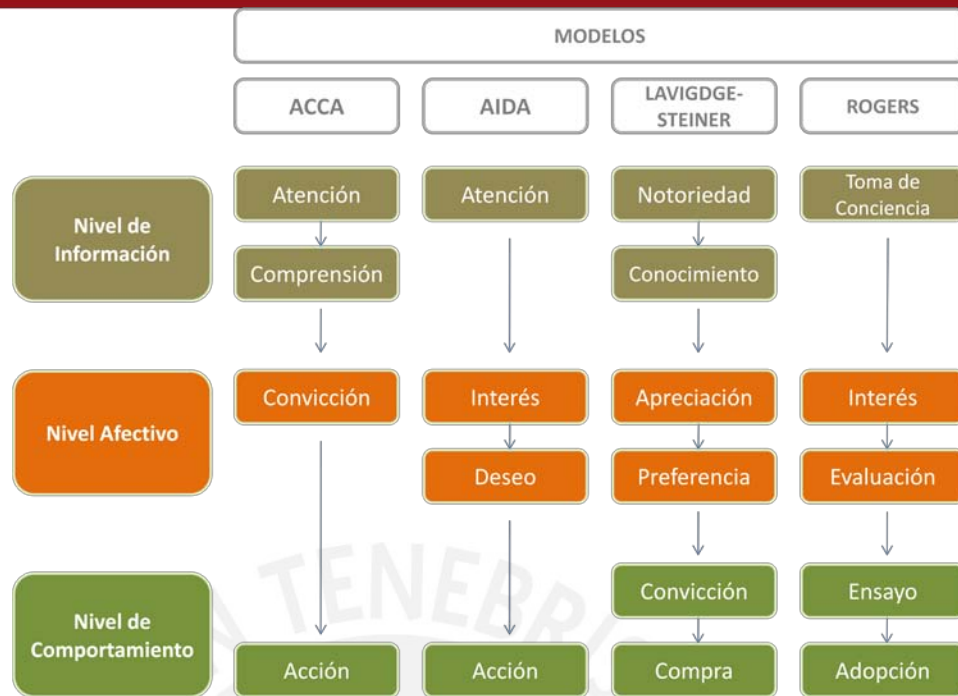 MODELOS
ACCA
AIDA
LAVIGDGE-
STEINER
ROGERS
Nivel de
Información
Atención
Atención
Notoriedad
Toma de
Conciencia
Comprensión
Conocimiento
Nivel Afectivo
Convicción
Interés
Apreciación
Interés
Deseo
Preferencia
Evaluación
Nivel de
Comportamiento
Convicción
Ensayo
Acción
Acción
Compra
Adopción
TENEBRIS